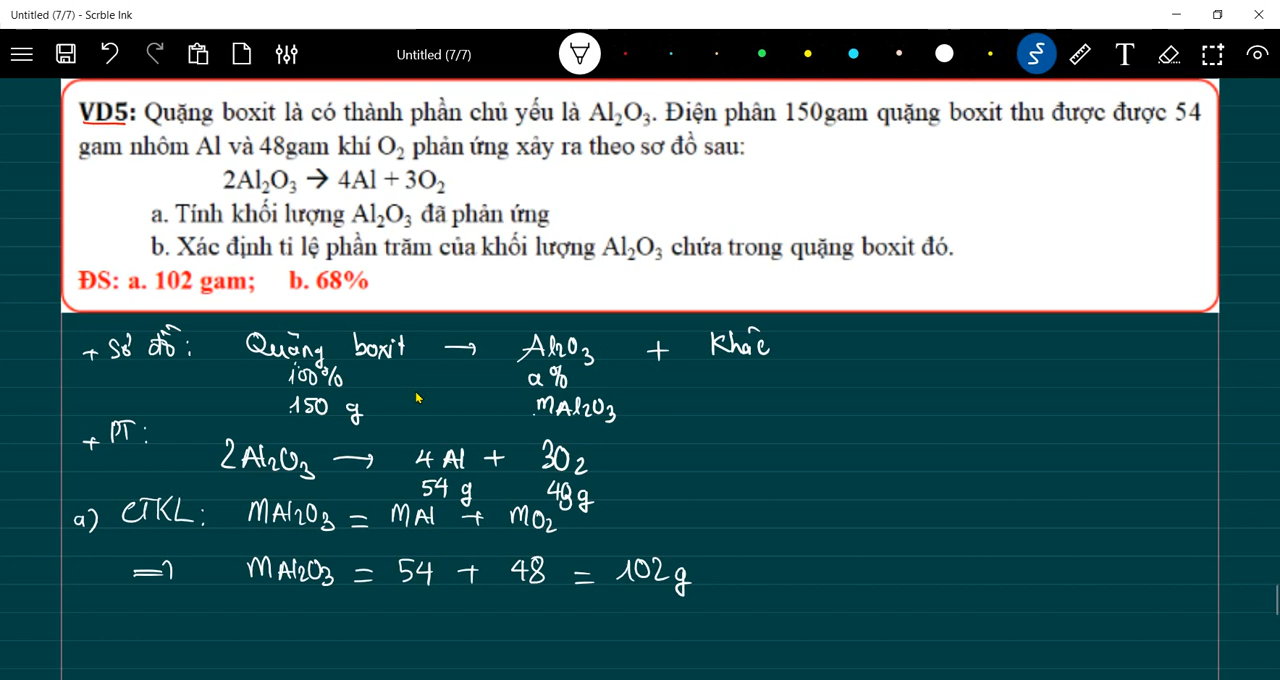 Untitled (7/7) - Scrble Ink
Untitled (7/7)
VD5: Quặng boxit là có thành phần chủ yếu là Al₂O₃. Điện phân 150gam quặng boxit thu được được 54
gam nhôm Al và 48gam khí O₂ phản ứng xảy ra theo sơ đồ sau:
2Al₂O₃ → 4Al + 3O₂
a. Tính khối lượng Al₂O₃ đã phản ứng
b. Xác định tỉ lệ phần trăm của khối lượng Al₂O₃ chứa trong quặng boxit đó.
ĐS: a. 102 gam; b. 68%
+ Sơ đồ: Quặng boxit → Al₂O₃ + Khác
100% a%
150 g mAl₂O₃
+ PT:
2Al₂O₃ → 4Al + 3O₂
54 g 48g
a) CTKL: mAl₂O₃ = mAl + mO₂
=> mAl₂O₃ = 54 + 48 = 102g